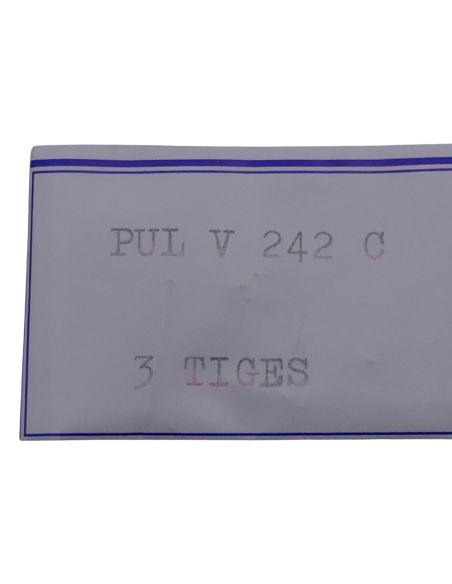 PUL V 242 C
3 TIGES